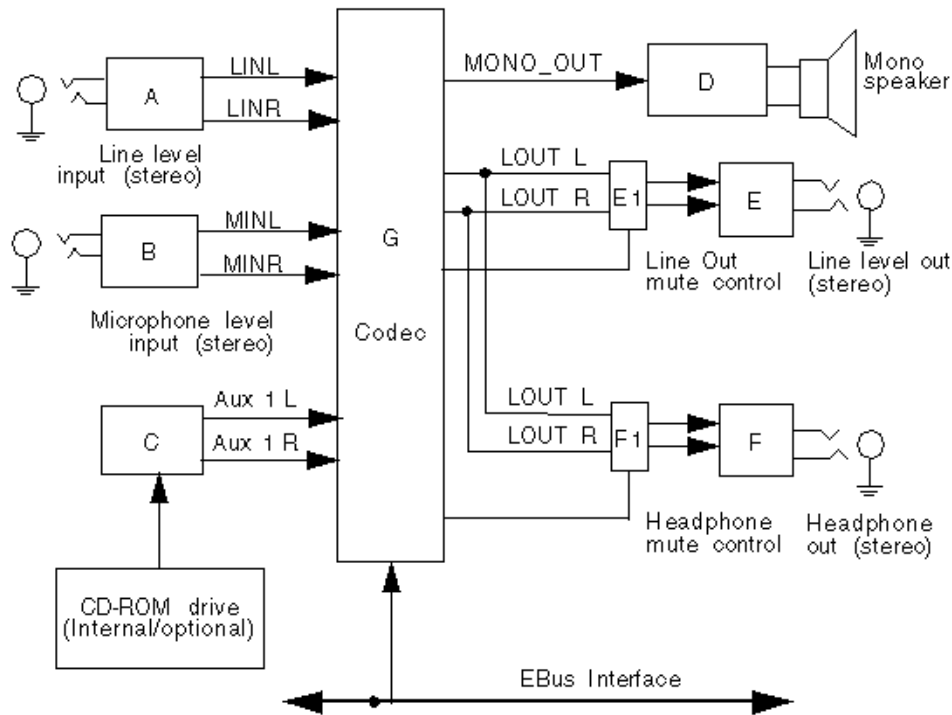 LINL
A
LINR
Line level
input (stereo)
MINL
B
MINR
Microphone level
input (stereo)
Aux 1 L
C
Aux 1 R
CD-ROM drive
(Internal/optional)
G
Codec
MONO_OUT
D
Mono
speaker
LOUT L
LOUT R
E1
E
Line Out
mute control
Line level out
(stereo)
LOUT L
LOUT R
F1
F
Headphone
mute control
Headphone
out (stereo)
EBus Interface